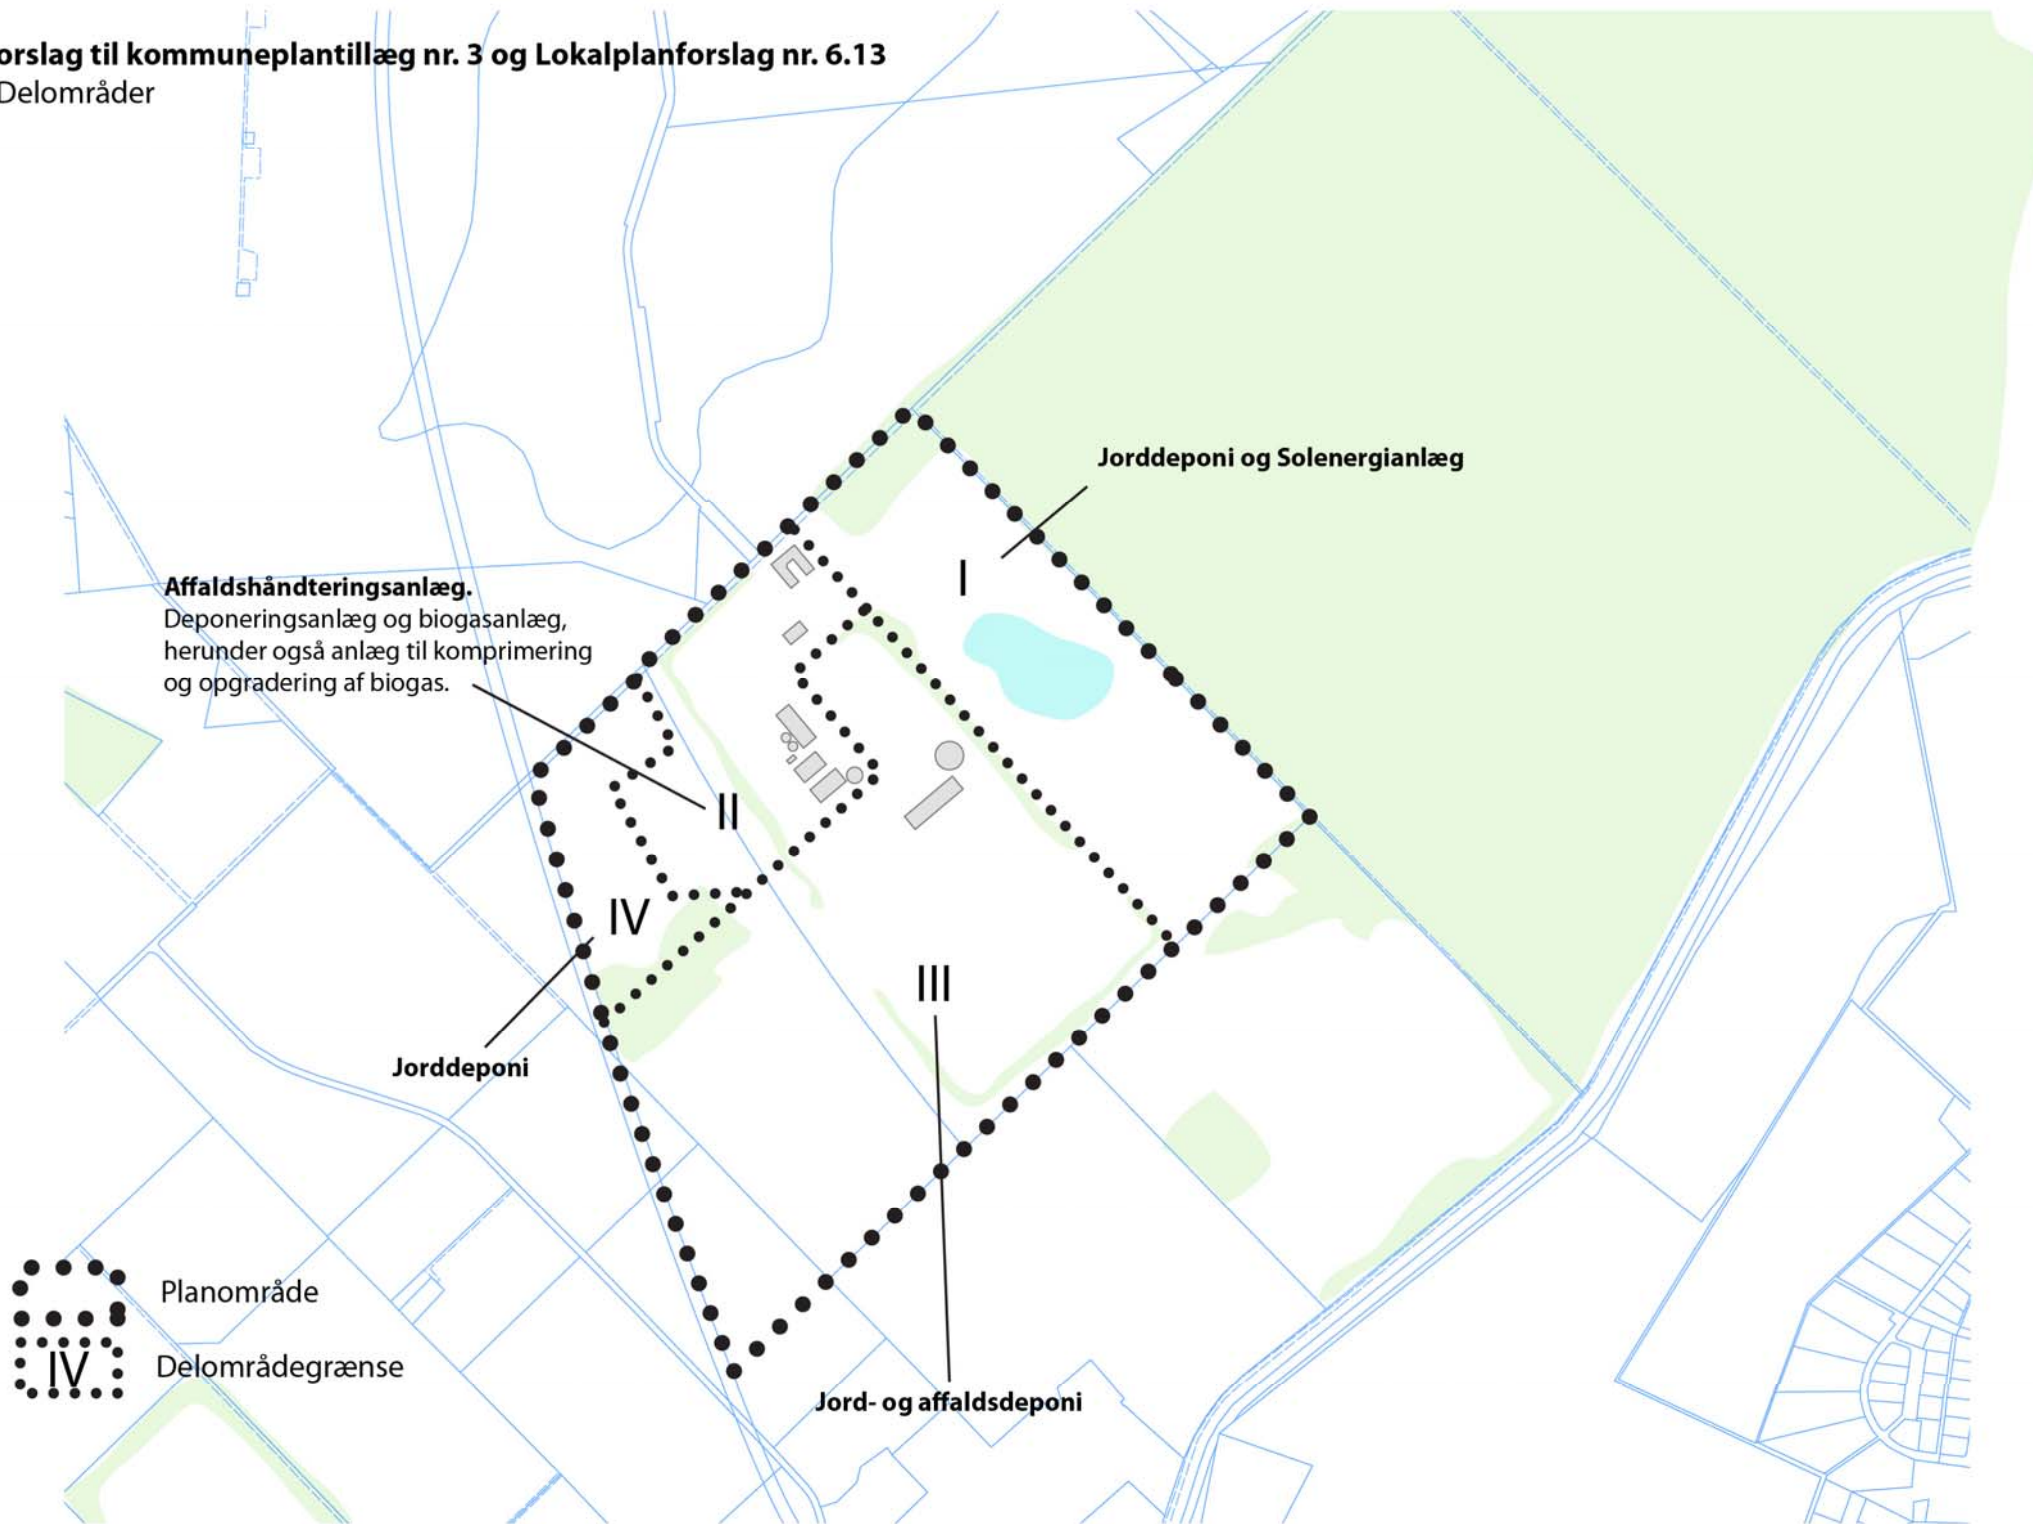 orslag til kommuneplantillæg nr. 3 og Lokalplanforslag nr. 6.13
Delområder
Jorddeponi og Solenergianlæg
I
Affaldshåndteringsanlæg.
Deponeringsanlæg og biogasanlæg,
herunder også anlæg til komprimering
og opgradering af biogas.
II
IV
III
Jorddeponi
Planområde
IV
Delområdegrænse
Jord- og affaldsdeponi